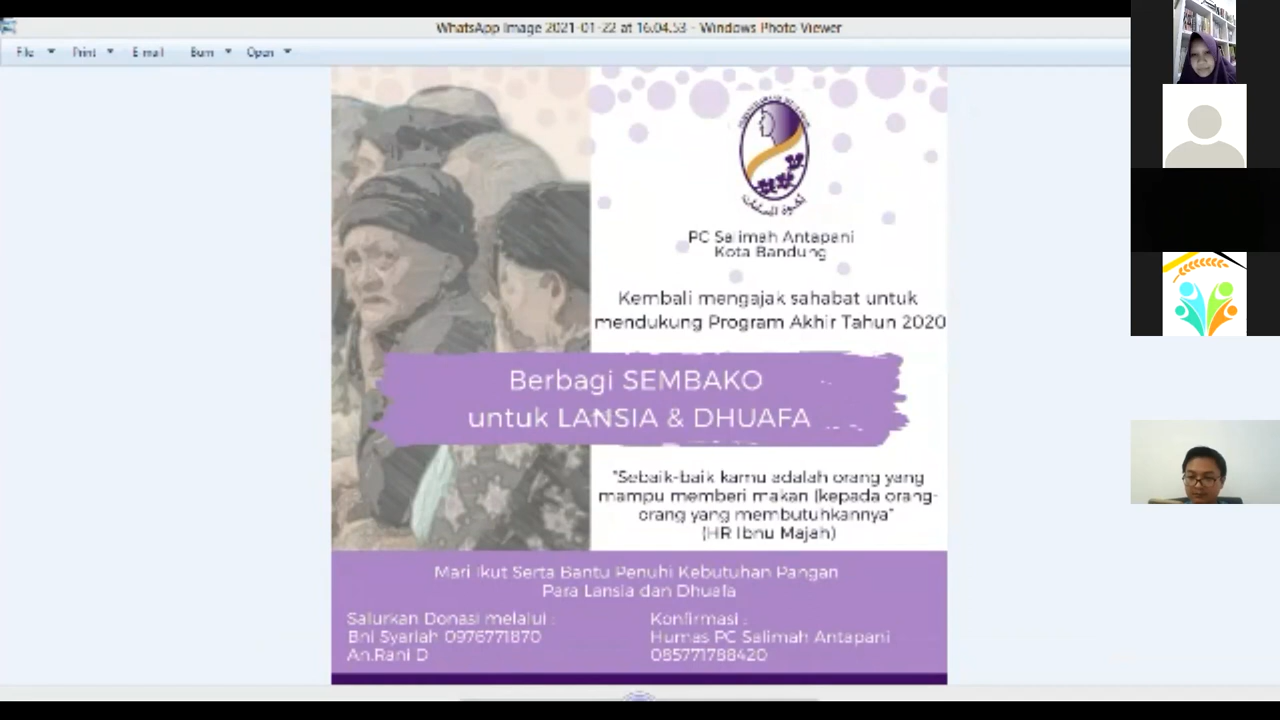 WhatsApp Image 2021-01-22 at 16.04.53 - Windows Photo Viewer
File Print E-mail Burn Open
PC Salimah Antapani
Kota Bandung
Kembali mengajak sahabat untuk
mendukung Program Akhir Tahun 2020
Berbagi SEMBAKO
untuk LANSIA & DHUAFA
"Sebaik-baik kamu adalah orang yang
mampu memberi makan (kepada orang-
orang yang membutuhkannya"
(HR Ibnu Majah)
Mari Ikut Serta Bantu Penuhi Kebutuhan Pangan
Para Lansia dan Dhuafa
Salurkan Donasi melalui :
Bni Syariah 0976771870
An.Rani D
Konfirmasi :
Humas PC Salimah Antapani
085771788420